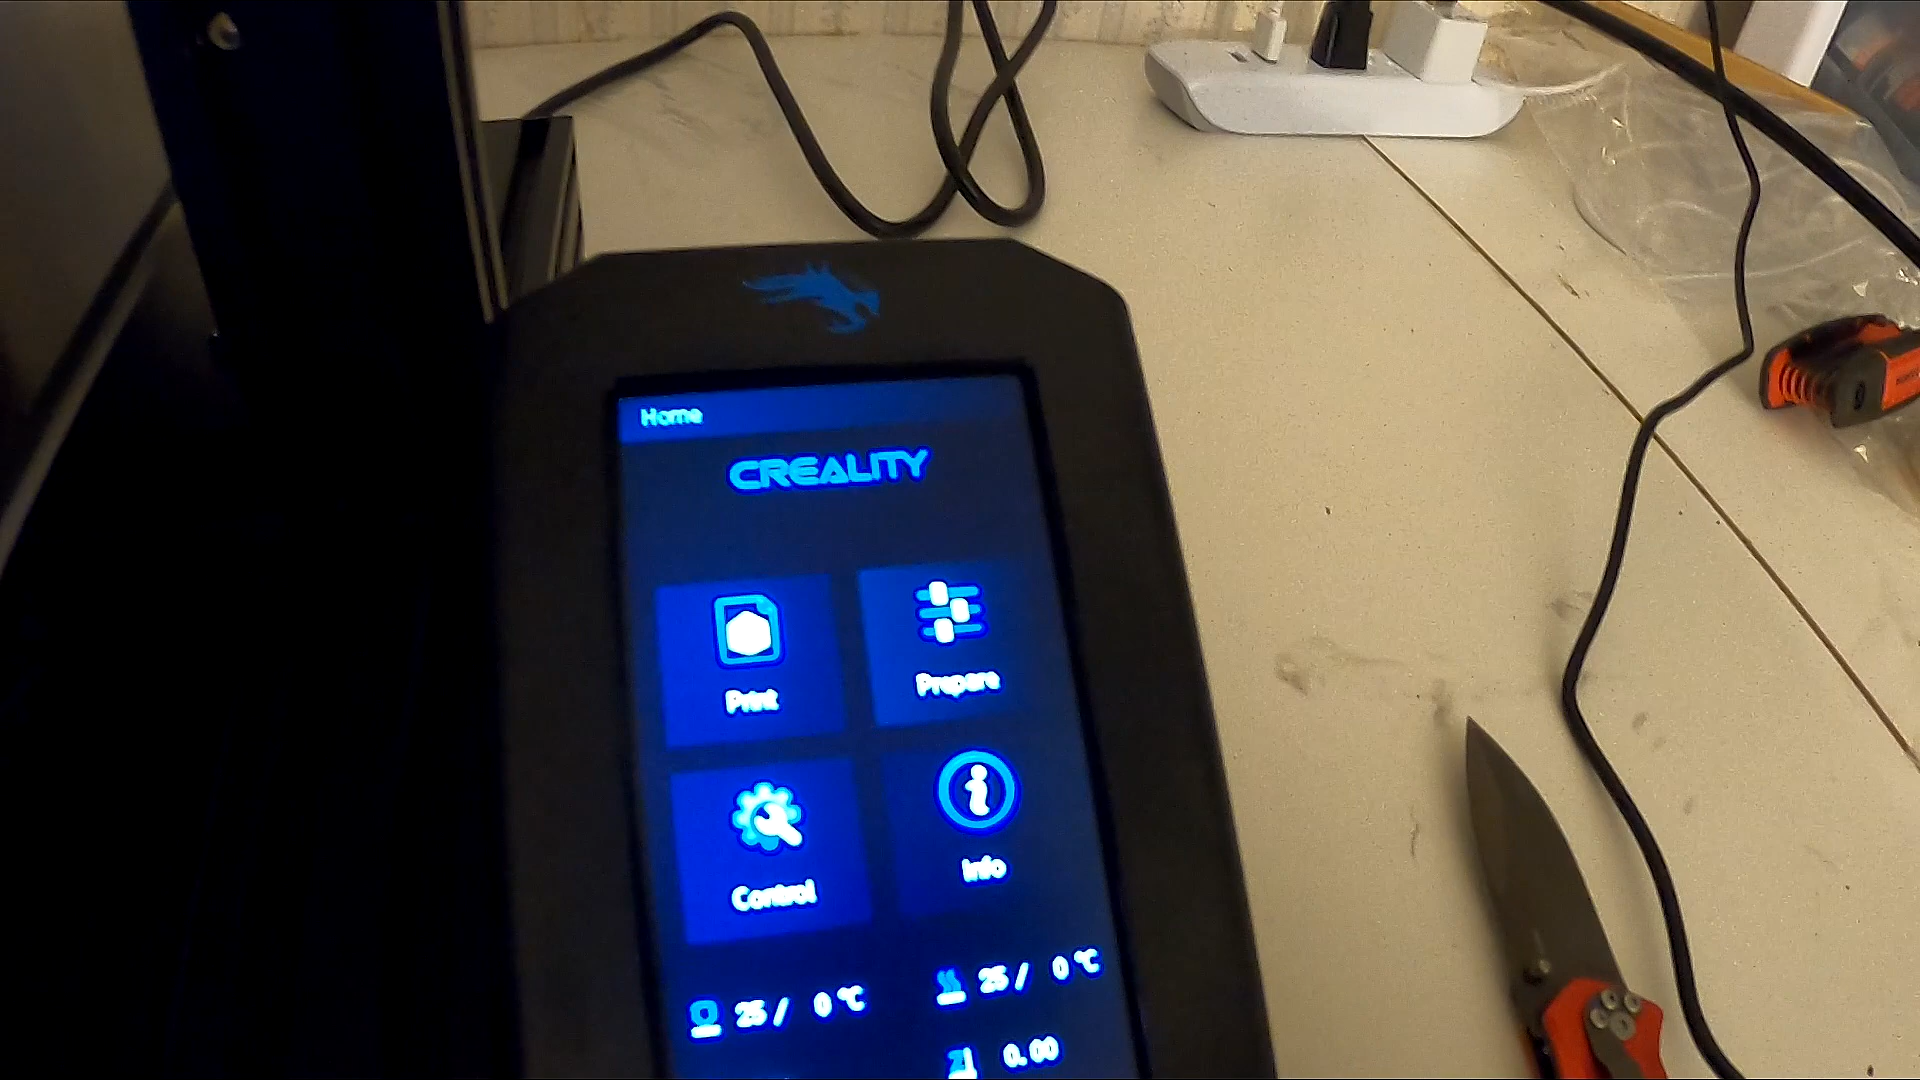 Home
CREALITY
Print
Prepare
Control
Info
25 / 0 °C
25 / 0 °C
0.00